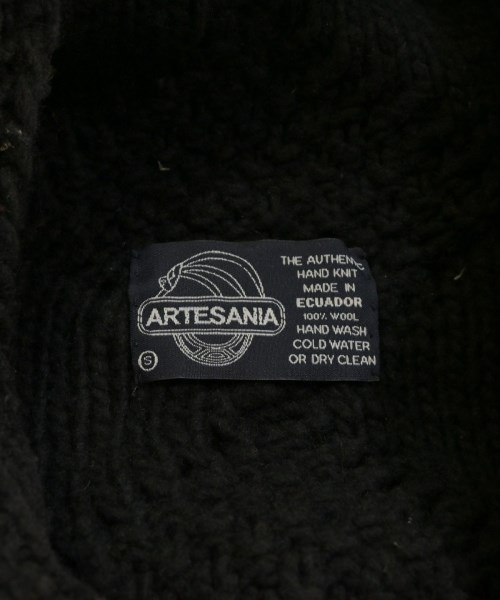 ARTESANIA
S
THE AUTHENTIC
HAND KNIT
MADE IN
ECUADOR
100% WOOL
HAND WASH
COLD WATER
OR DRY CLEAN